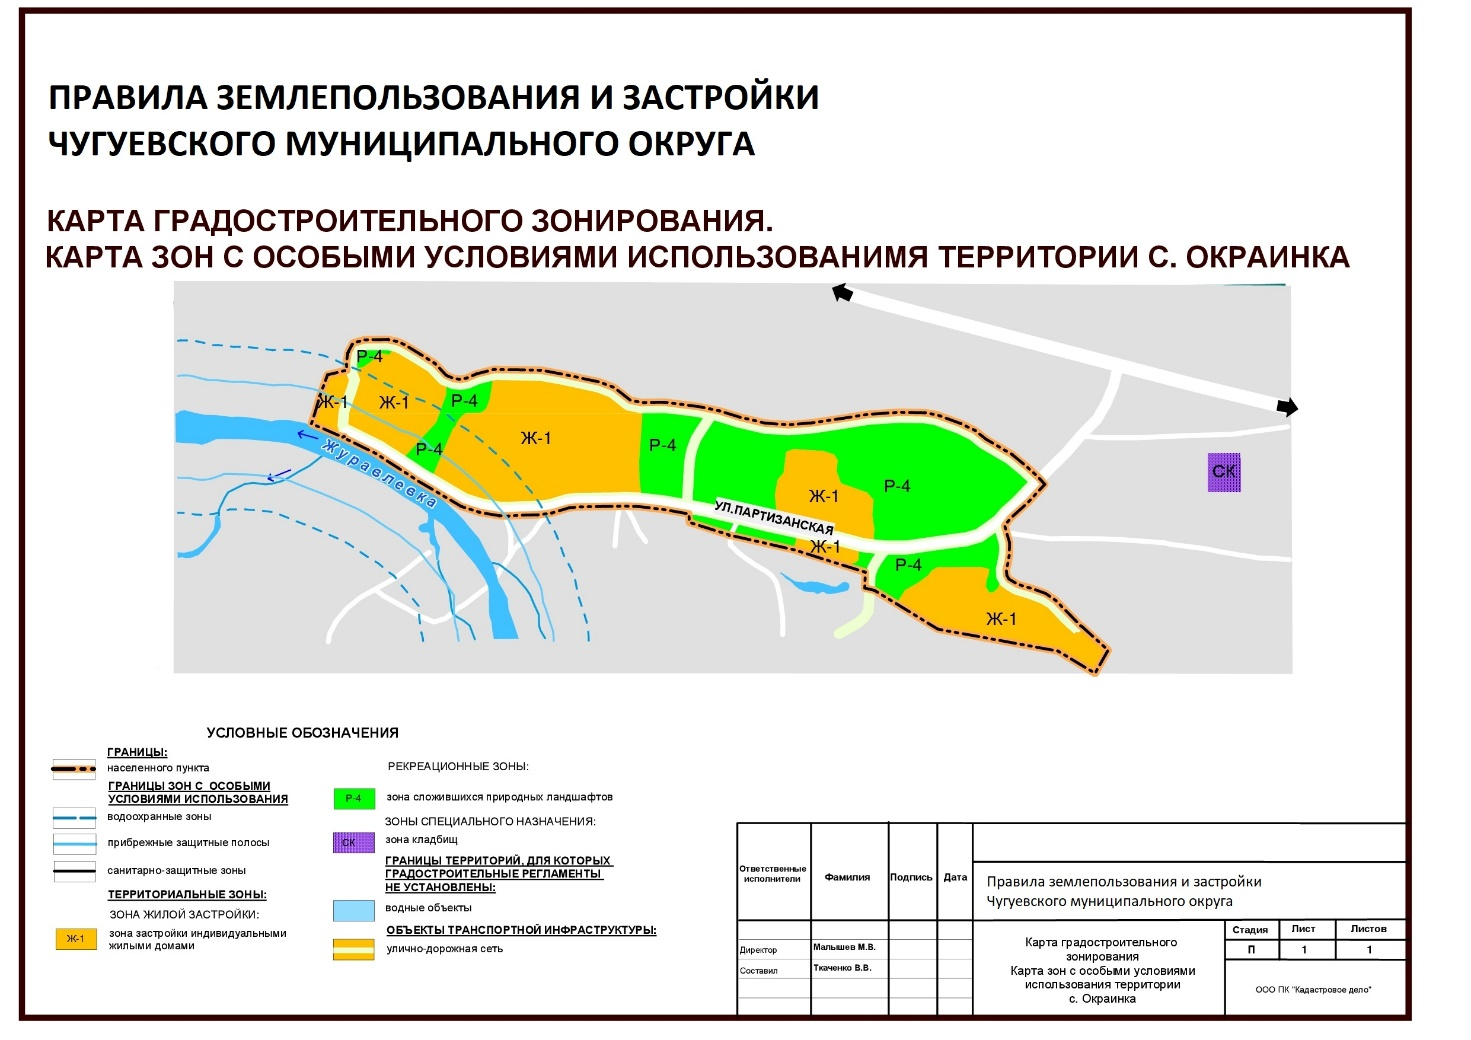 ПРАВИЛА ЗЕМЛЕПОЛЬЗОВАНИЯ И ЗАСТРОЙКИ
ЧУГУЕВСКОГО МУНИЦИПАЛЬНОГО ОКРУГА
КАРТА ГРАДОСТРОИТЕЛЬНОГО ЗОНИРОВАНИЯ.
КАРТА ЗОН С ОСОБЫМИ УСЛОВИЯМИ ИСПОЛЬЗОВАНИМЯ ТЕРРИТОРИИ С. ОКРАИНКА
Р-4
Ж-1
Ж-1
Р-4
Р-4
Ж-1
Р-4
Журавлевка
Ж-1
Р-4
СК
УЛ.ПАРТИЗАНСКАЯ
Ж-1
Р-4
Ж-1
УСЛОВНЫЕ ОБОЗНАЧЕНИЯ
ГРАНИЦЫ:
населенного пункта
ГРАНИЦЫ ЗОН С ОСОБЫМИ
УСЛОВИЯМИ ИСПОЛЬЗОВАНИЯ
водоохранные зоны
прибрежные защитные полосы
санитарно-защитные зоны
ТЕРРИТОРИАЛЬНЫЕ ЗОНЫ:
ЗОНА ЖИЛОЙ ЗАСТРОЙКИ:
Ж-1
зона застройки индивидуальными
жилыми домами
РЕКРЕАЦИОННЫЕ ЗОНЫ:
Р-4
зона сложившихся природных ландшафтов
ЗОНЫ СПЕЦИАЛЬНОГО НАЗНАЧЕНИЯ:
СК
зона кладбищ
ГРАНИЦЫ ТЕРРИТОРИЙ, ДЛЯ КОТОРЫХ
ГРАДОСТРОИТЕЛЬНЫЕ РЕГЛАМЕНТЫ
НЕ УСТАНОВЛЕНЫ:
водные объекты
ОБЪЕКТЫ ТРАНСПОРТНОЙ ИНФРАСТРУКТУРЫ:
улично-дорожная сеть
Ответственные
исполнители
Фамилия
Подпись
Дата
Директор
Малышев М.В.
Составил
Ткаченко В.В.
Правила землепользования и застройки
Чугуевского муниципального округа
Карта градостроительного
зонирования
Карта зон с особыми условиями
использования территории
с. Окраинка
Стадия
Лист
Листов
П
1
1
ООО ПК "Кадастровое дело"